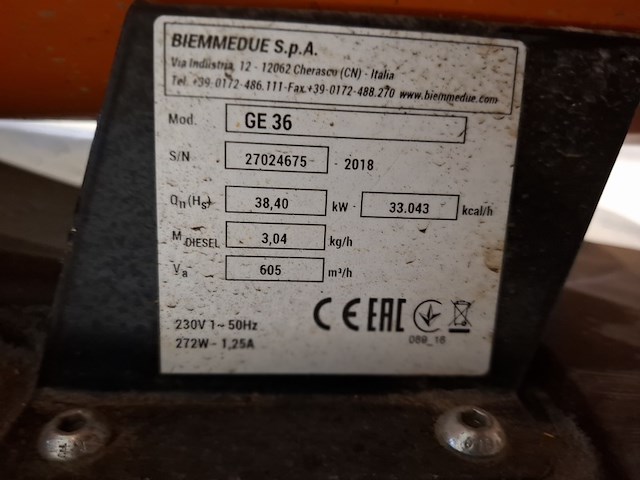 BIEMMEDUE S.p.A.
Via Industria, 12 - 12062 Cherasco (CN) - Italia
Tel. +39-0172-486.111-Fax.+39-0172-488.270 www.biemmedue.com
Mod. GE 36
S/N 27024675 - 2018
Qn(Hs) 38,40 kW - 33.043 kcal/h
M DIESEL 3,04 kg/h
Va 605 m³/h
CE EAC
089_16
230V 1~ 50Hz
272W - 1,25A